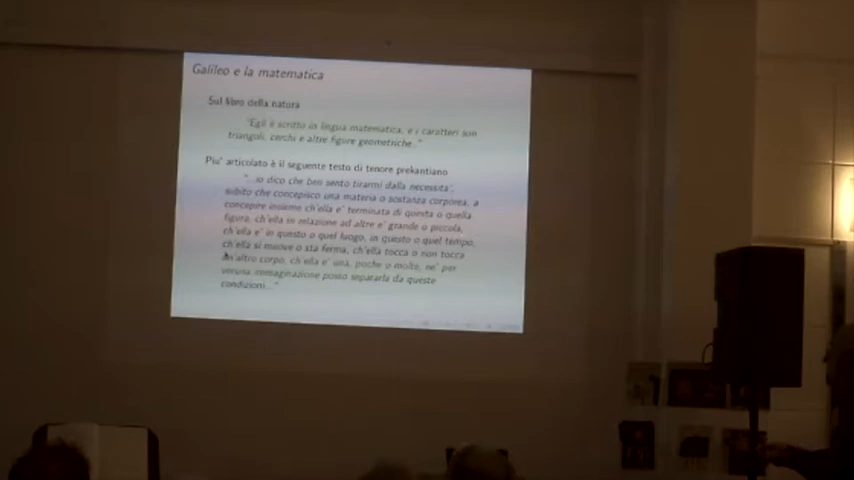 Galileo e la matematica
Sul libro della natura
"Egli è scritto in lingua matematica, e i caratteri son
triangoli, cerchi e altre figure geometriche.."
Piu' articolato è il seguente testo di tenore prekantiano
"...io dico che ben sento tirarmi dalla necessita',
subito che concepisco una materia o sostanza corporea, a
concepire insieme ch'ella e' terminata di questa o quella
figura, ch'ella in relazione ad altre e' grande o piccola,
ch'ella e' in questo o quel luogo, in questo o quel tempo,
ch'ella si muove o sta ferma, ch'ella tocca o non tocca
un'altro corpo, ch'ella e' una, poche o molte, ne' per
veruna immaginazione posso separarla da queste
condizioni..."